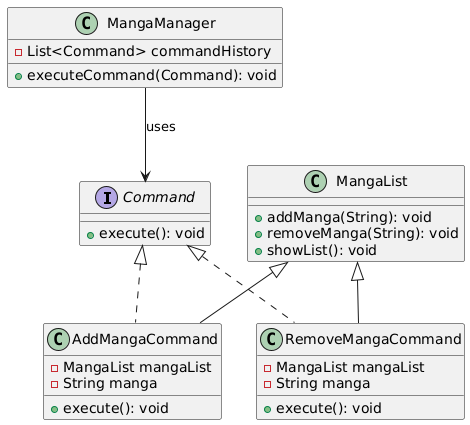 C MangaManager
List<Command> commandHistory
executeCommand(Command): void
uses
I Command
execute(): void
C MangaList
addManga(String): void
removeManga(String): void
showList(): void
C AddMangaCommand
MangaList mangaList
String manga
execute(): void
C RemoveMangaCommand
MangaList mangaList
String manga
execute(): void